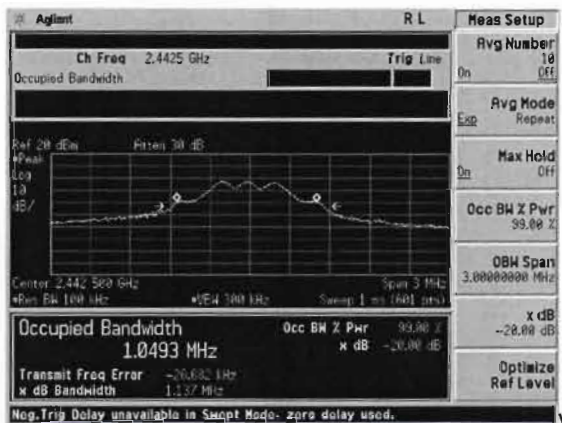 Agilent R L Meas Setup
Ch Freq 2.4425 GHz Trig Line
Occupied Bandwidth
Avg Number
10
On Off
Avg Mode
Exp Repeat
Max Hold
On Off
Occ BW % Pwr
99.00 %
OBW Span
3.00000000 MHz
x dB
-20.00 dB
Optimize
Ref Level
Ref 20 dBm Atten 30 dB
#Peak
Log
10
dB/
Center 2.442 500 GHz Span 3 MHz
#Res BW 100 kHz #VBW 300 kHz Sweep 1 ms (601 pts)
Occupied Bandwidth Occ BW % Pwr 99.00 %
1.0493 MHz x dB -20.00 dB
Transmit Freq Error -20.682 kHz
x dB Bandwidth 1.137 MHz
Neg.Trig Delay unavailable in Swept Mode- zero delay used.